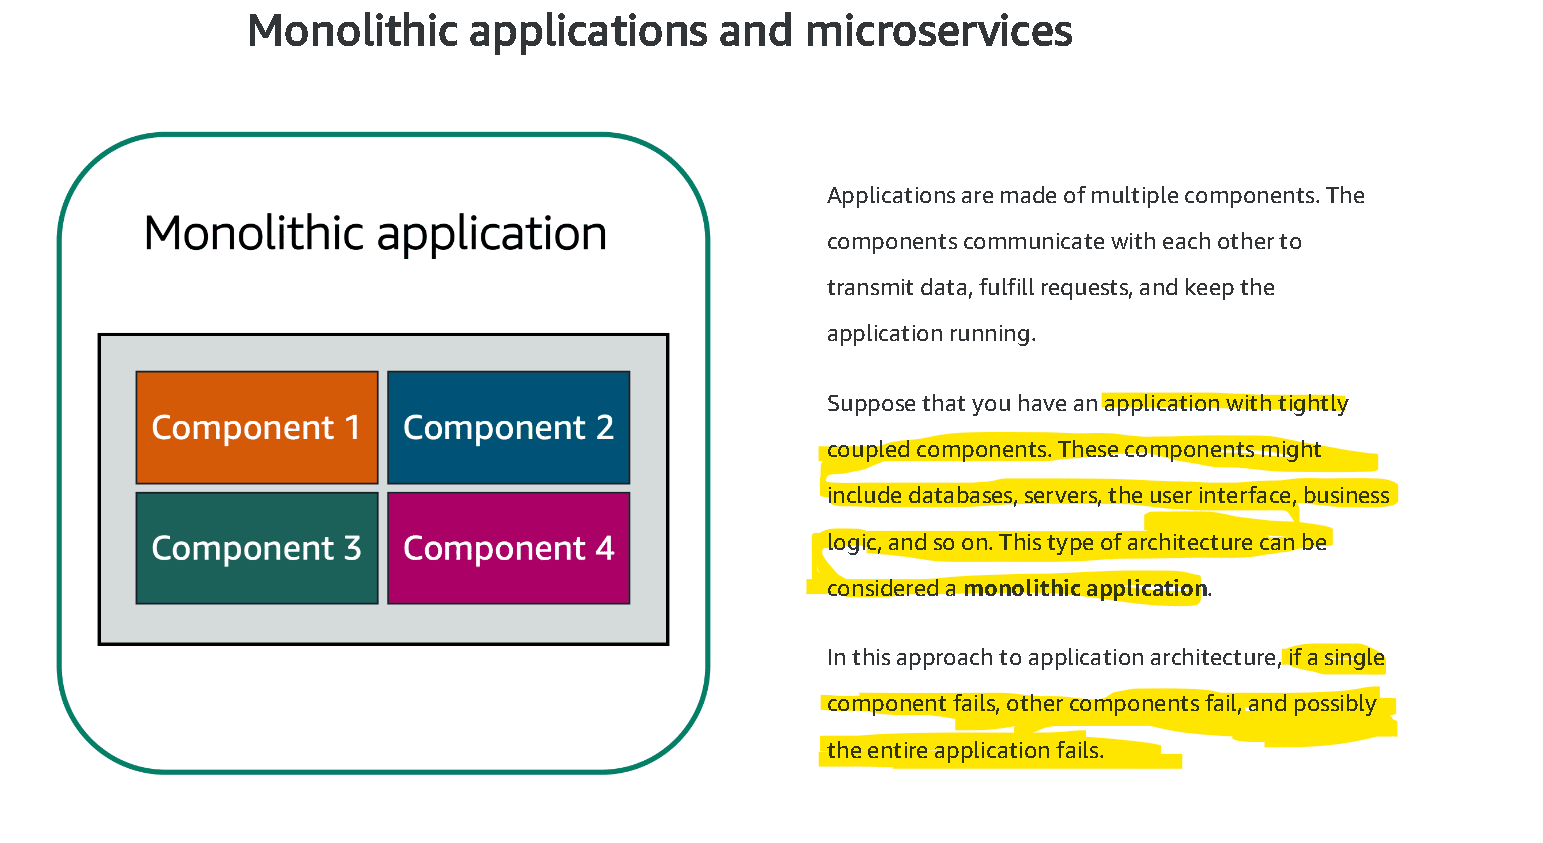 Monolithic applications and microservices
Monolithic application
Component 1
Component 2
Component 3
Component 4
Applications are made of multiple components. The
components communicate with each other to
transmit data, fulfill requests, and keep the
application running.
Suppose that you have an application with tightly
coupled components. These components might
include databases, servers, the user interface, business
logic, and so on. This type of architecture can be
considered a monolithic application.
In this approach to application architecture, if a single
component fails, other components fail, and possibly
the entire application fails.